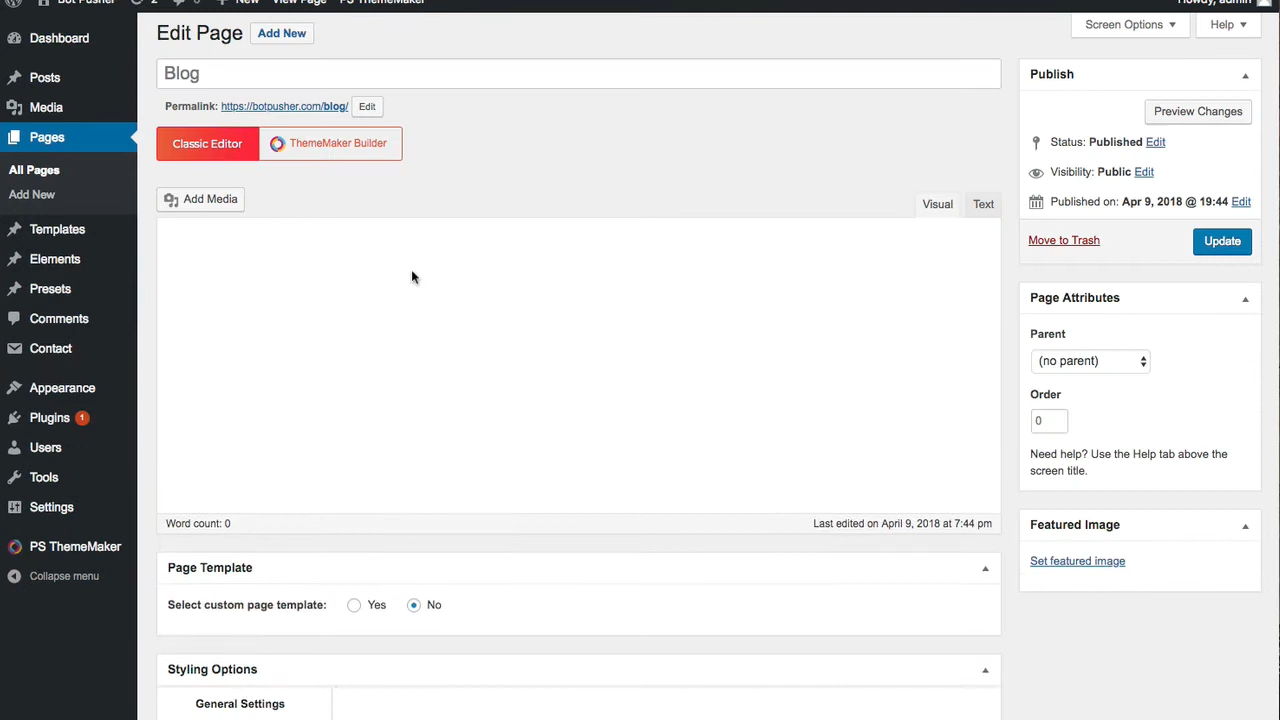 Bot Pusher 2 0 New View Page PS ThemeMaker Howdy, admin
Edit Page Add New
Screen Options Help
Dashboard
Posts
Media
Pages
All Pages
Add New
Templates
Elements
Presets
Comments
Contact
Appearance
Plugins 1
Users
Tools
Settings
PS ThemeMaker
Collapse menu
Blog
Permalink: https://botpusher.com/blog/ Edit
Classic Editor ThemeMaker Builder
Add Media
Visual Text
Word count: 0
Last edited on April 9, 2018 at 7:44 pm
Page Template
Select custom page template: Yes No
Styling Options
General Settings
Publish
Preview Changes
Status: Published Edit
Visibility: Public Edit
Published on: Apr 9, 2018 @ 19:44 Edit
Move to Trash Update
Page Attributes
Parent
(no parent)
Order
0
Need help? Use the Help tab above the
screen title.
Featured Image
Set featured image